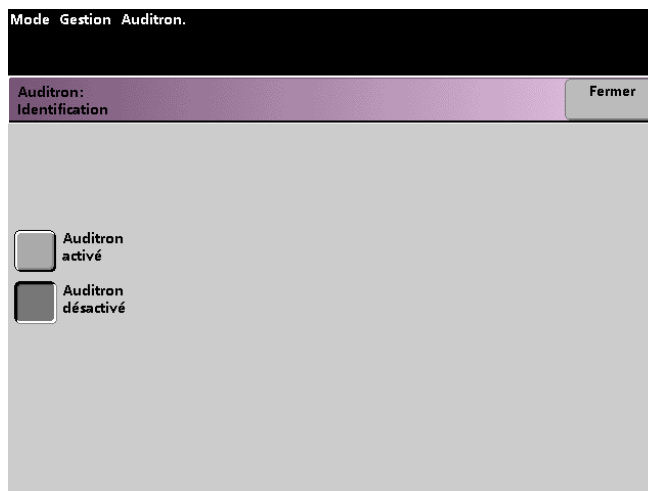 Mode Gestion Auditron.
Auditron:
Identification
Fermer
Auditron
activé
Auditron
désactivé